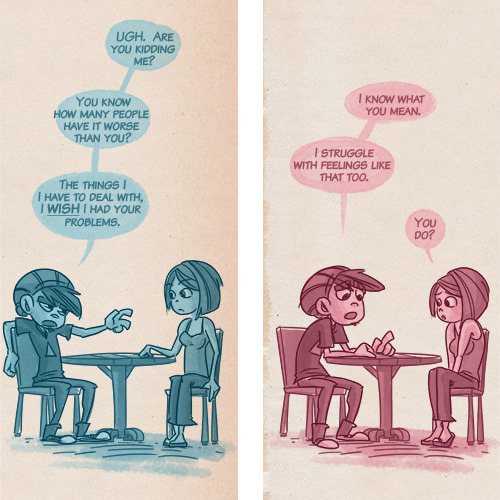 UGH. ARE
YOU KIDDING
ME?
YOU KNOW
HOW MANY PEOPLE
HAVE IT WORSE
THAN YOU?
THE THINGS I
I HAVE TO DEAL WITH,
I WISH I HAD YOUR
PROBLEMS.
I KNOW WHAT
YOU MEAN.
I STRUGGLE
WITH FEELINGS LIKE
THAT TOO.
YOU
DO?